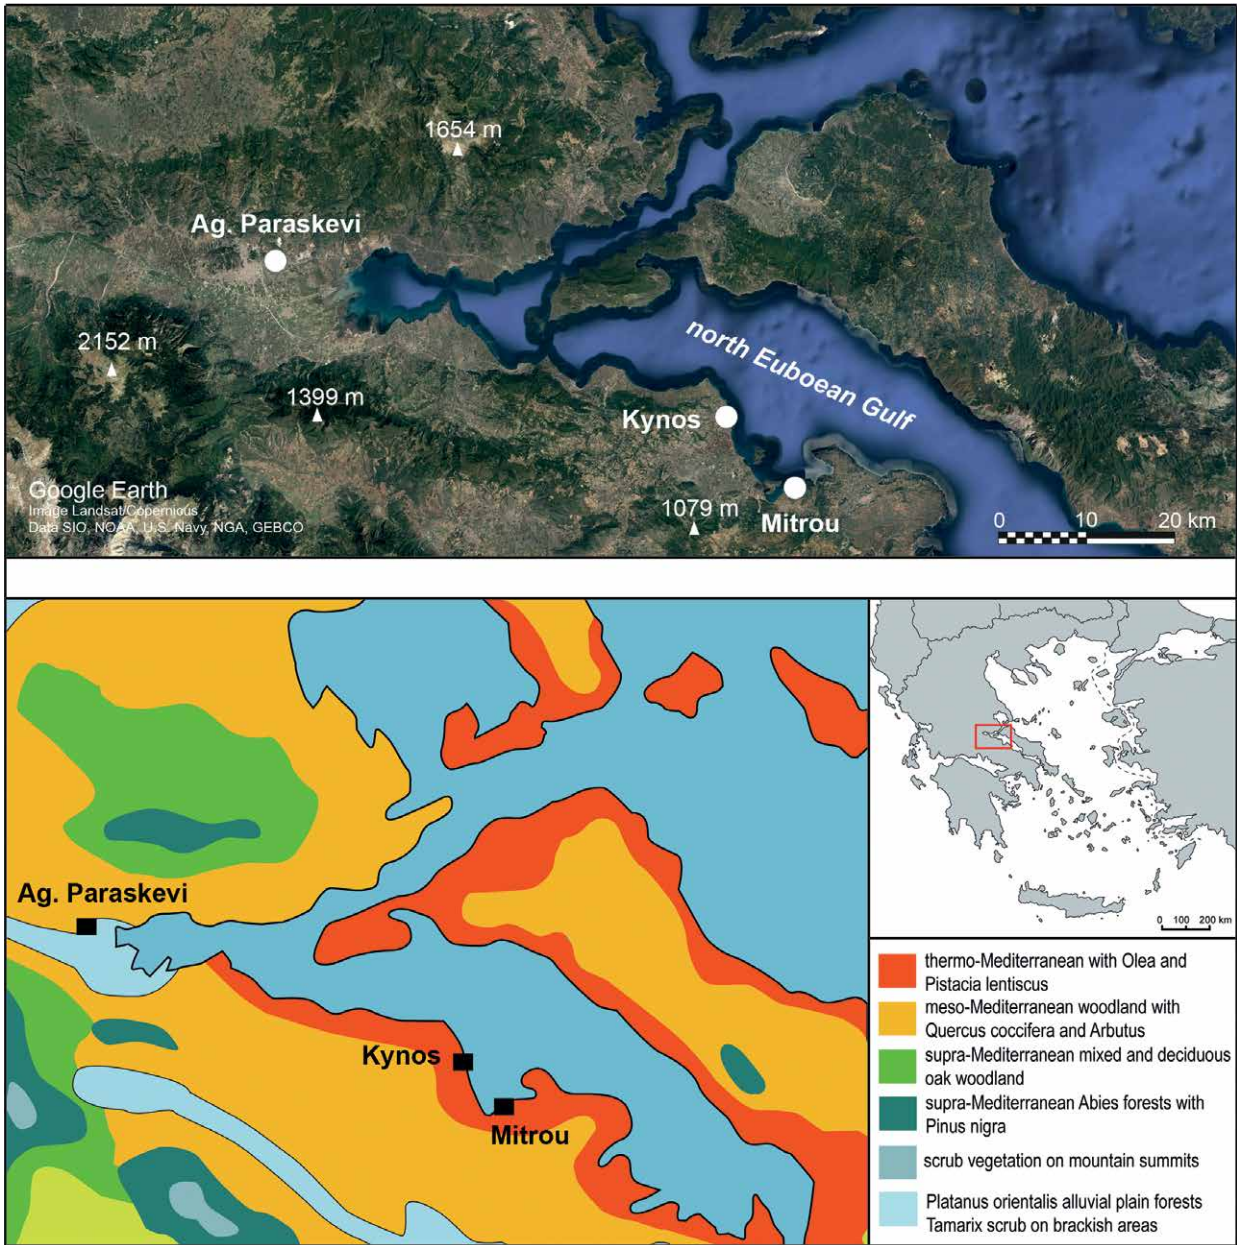 1654 m
Ag. Paraskevi
2152 m
1399 m
north Euboean Gulf
Kynos
Google Earth
Image Landsat/Copernicus
Data SIO, NOAA, U.S. Navy, NGA, GEBCO
1079 m
Mitrou
0 10 20 km
Ag. Paraskevi
Kynos
Mitrou
0 100 200 km
thermo-Mediterranean with Olea and
Pistacia lentiscus
meso-Mediterranean woodland with
Quercus coccifera and Arbutus
supra-Mediterranean mixed and deciduous
oak woodland
supra-Mediterranean Abies forests with
Pinus nigra
scrub vegetation on mountain summits
Platanus orientalis alluvial plain forests
Tamarix scrub on brackish areas